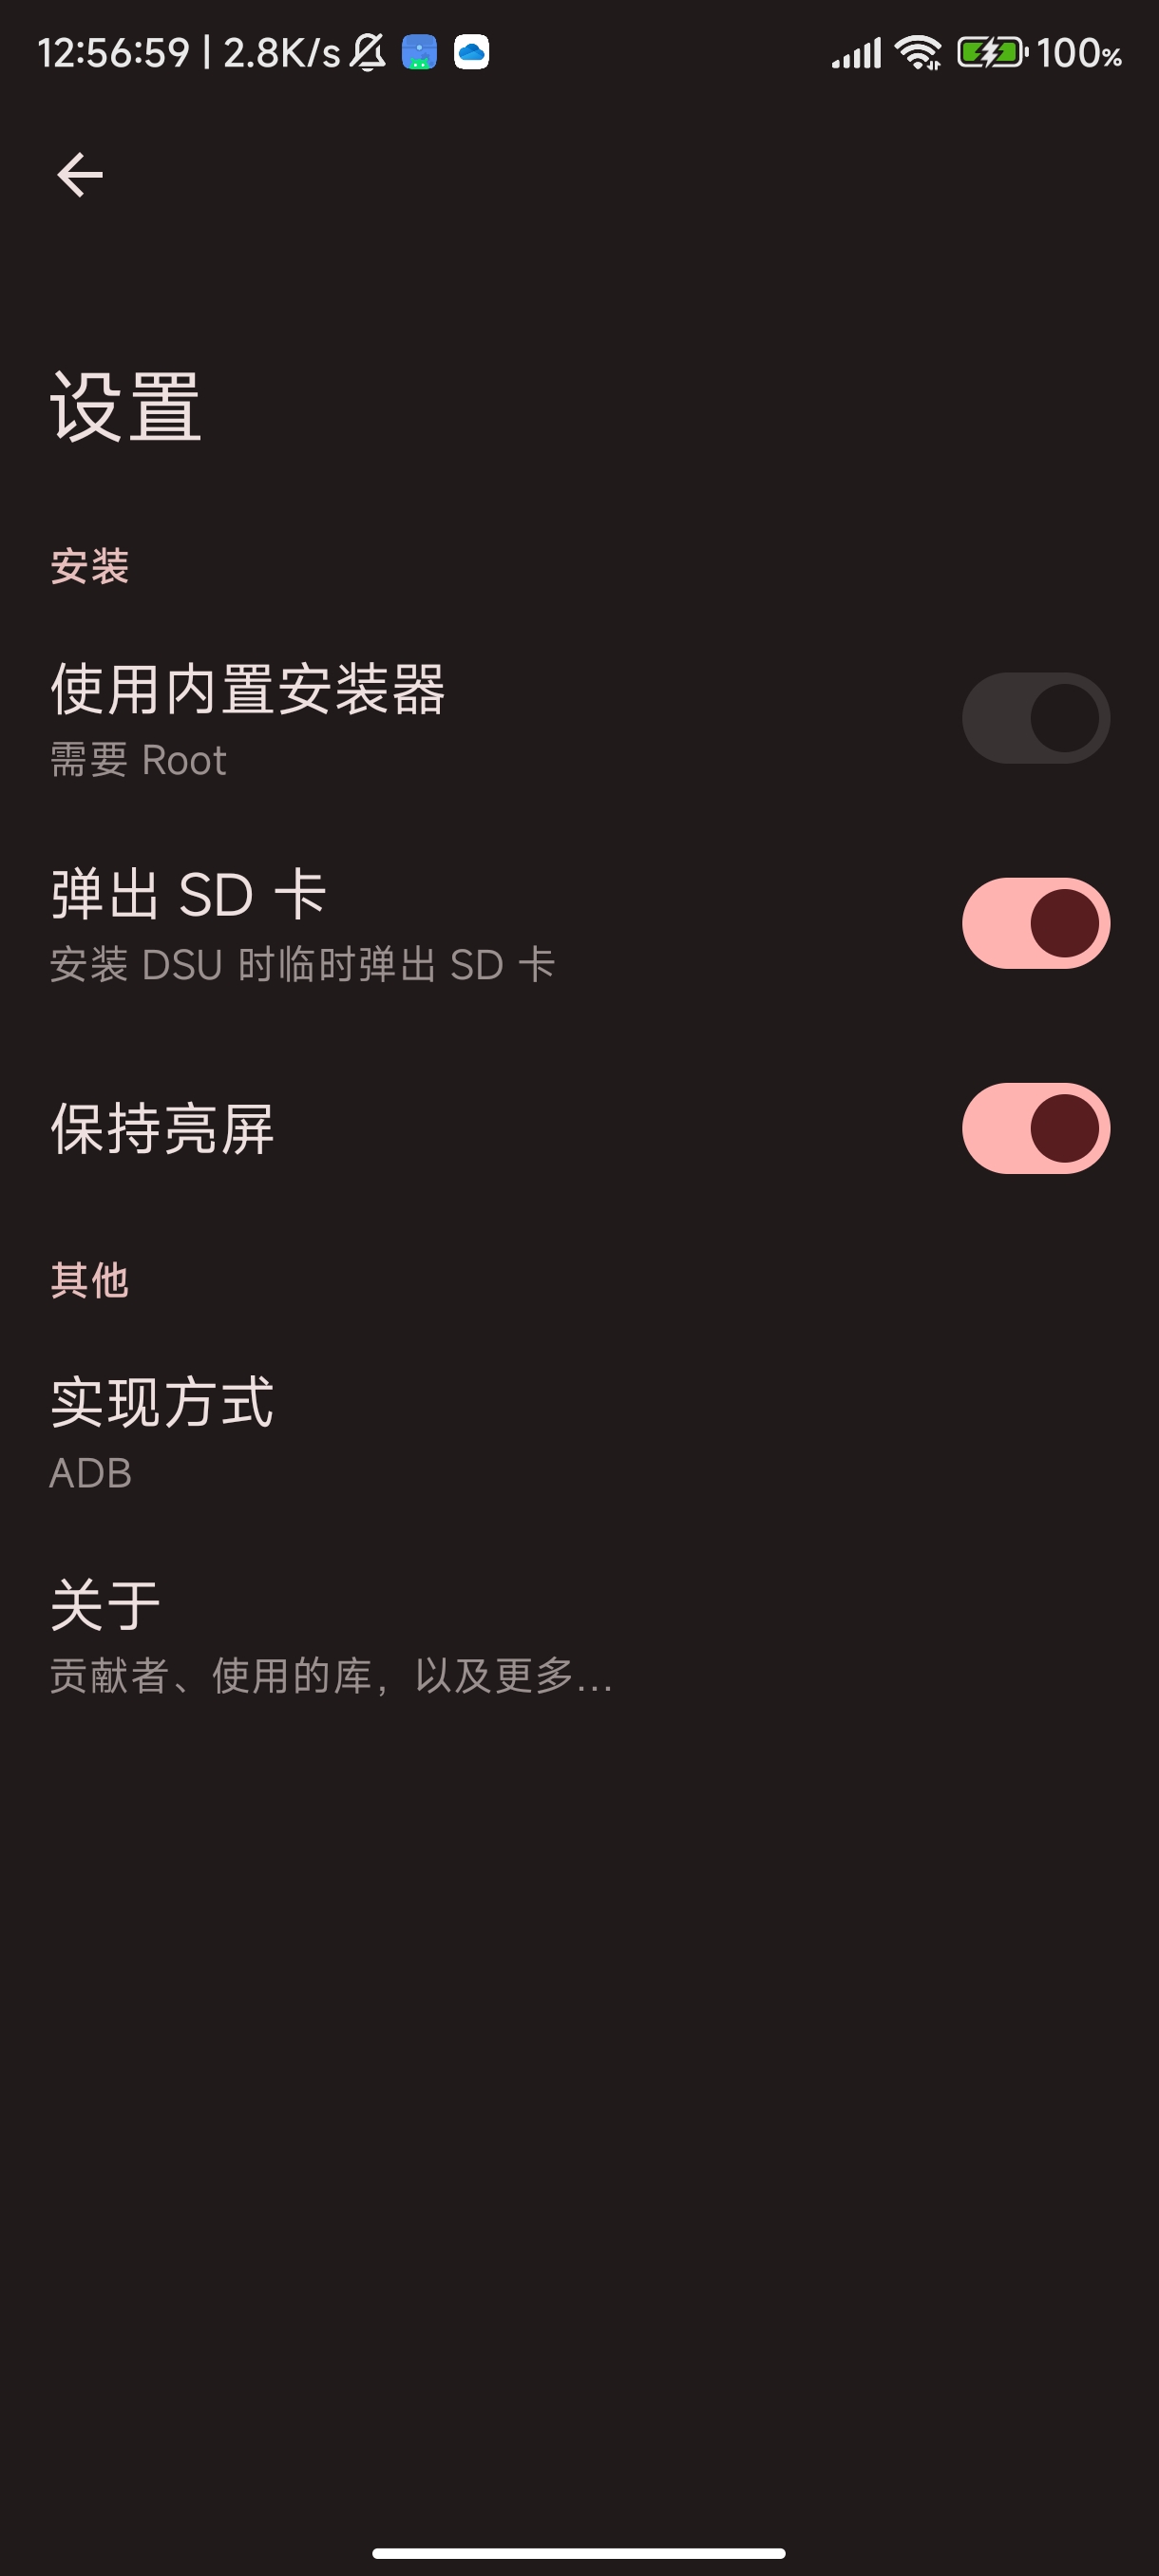 12:56:59 | 2.8K/s
100%
设置
安装
使用内置安装器
需要 Root
弹出 SD 卡
安装 DSU 时临时弹出 SD 卡
保持亮屏
其他
实现方式
ADB
关于
贡献者、使用的库，以及更多...